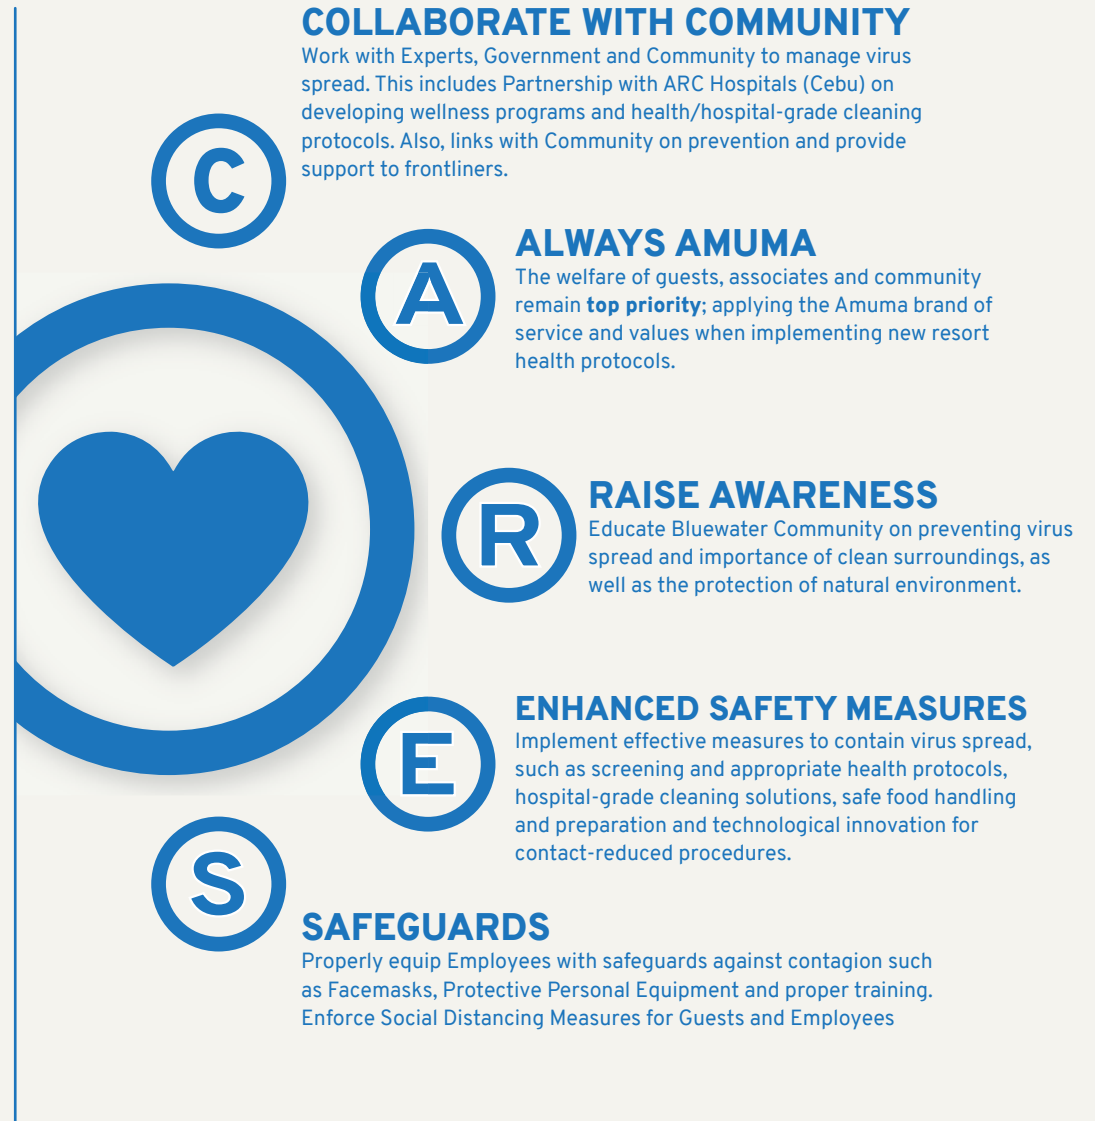 COLLABORATE WITH COMMUNITY
Work with Experts, Government and Community to manage virus
spread. This includes Partnership with ARC Hospitals (Cebu) on
developing wellness programs and health/hospital-grade cleaning
protocols. Also, links with Community on prevention and provide
support to frontliners.
C
ALWAYS AMUMA
The welfare of guests, associates and community
remain top priority; applying the Amuma brand of
service and values when implementing new resort
health protocols.
A
RAISE AWARENESS
Educate Bluewater Community on preventing virus
spread and importance of clean surroundings, as
well as the protection of natural environment.
R
ENHANCED SAFETY MEASURES
Implement effective measures to contain virus spread,
such as screening and appropriate health protocols,
hospital-grade cleaning solutions, safe food handling
and preparation and technological innovation for
contact-reduced procedures.
E
S
SAFEGUARDS
Properly equip Employees with safeguards against contagion such
as Facemasks, Protective Personal Equipment and proper training.
Enforce Social Distancing Measures for Guests and Employees